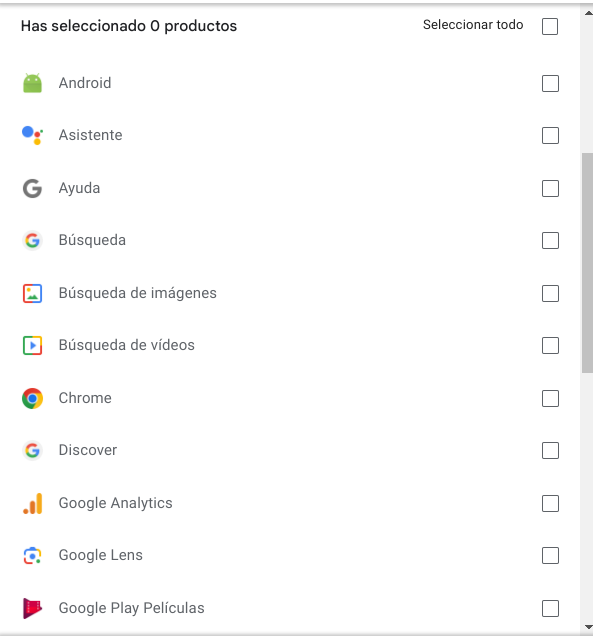 Has seleccionado 0 productos
Seleccionar todo
Android
Asistente
Ayuda
Búsqueda
Búsqueda de imágenes
Búsqueda de vídeos
Chrome
Discover
Google Analytics
Google Lens
Google Play Películas